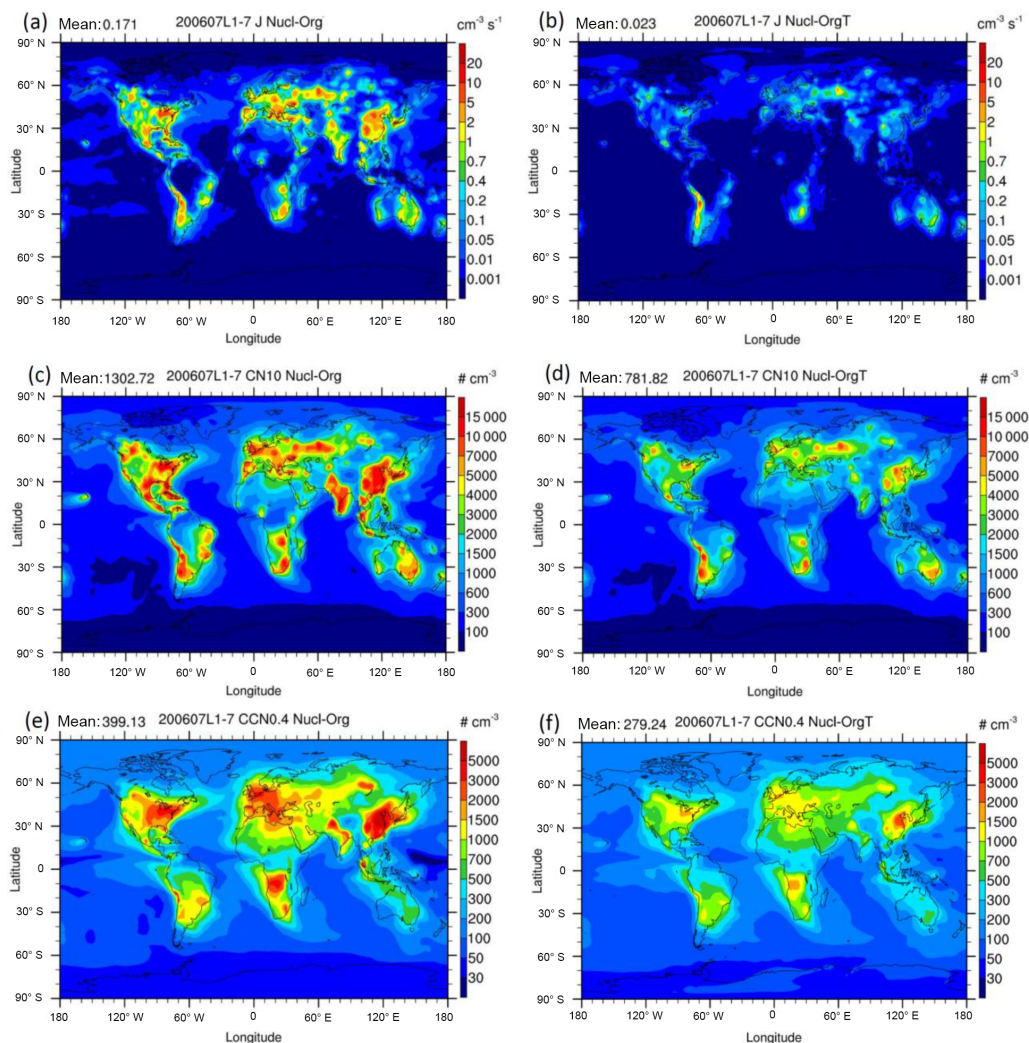 (a) Mean:0.171 200607L1-7 J Nucl-Org cm⁻³ s⁻¹
90° N
60° N
30° N
0
30° S
60° S
90° S
Latitude
180 120° W 60° W 0 60° E 120° E 180
Longitude
20
10
5
2
1
0.7
0.4
0.2
0.1
0.05
0.01
0.001
(b) Mean:0.023 200607L1-7 J Nucl-OrgT cm⁻³ s⁻¹
90° N
60° N
30° N
0
30° S
60° S
90° S
Latitude
180 120° W 60° W 0 60° E 120° E 180
Longitude
20
10
5
2
1
0.7
0.4
0.2
0.1
0.05
0.01
0.001
(c) Mean:1302.72 200607L1-7 CN10 Nucl-Org # cm⁻³
90° N
60° N
30° N
0
30° S
60° S
90° S
Latitude
180 120° W 60° W 0 60° E 120° E 180
Longitude
15 000
10 000
7000
5000
4000
3000
2000
1500
1000
600
300
100
(d) Mean:781.82 200607L1-7 CN10 Nucl-OrgT # cm⁻³
90° N
60° N
30° N
0
30° S
60° S
90° S
Latitude
180 120° W 60° W 0 60° E 120° E 180
Longitude
15 000
10 000
7000
5000
4000
3000
2000
1500
1000
600
300
100
(e) Mean:399.13 200607L1-7 CCN0.4 Nucl-Org # cm⁻³
90° N
60° N
30° N
0
30° S
60° S
90° S
Latitude
180 120° W 60° W 0 60° E 120° E 180
Longitude
5000
3000
2000
1500
1000
700
500
300
200
100
50
30
(f) Mean:279.24 200607L1-7 CCN0.4 Nucl-OrgT # cm⁻³
90° N
60° N
30° N
0
30° S
60° S
90° S
Latitude
180 120° W 60° W 0 60° E 120° E 180
Longitude
5000
3000
2000
1500
1000
700
500
300
200
100
50
30